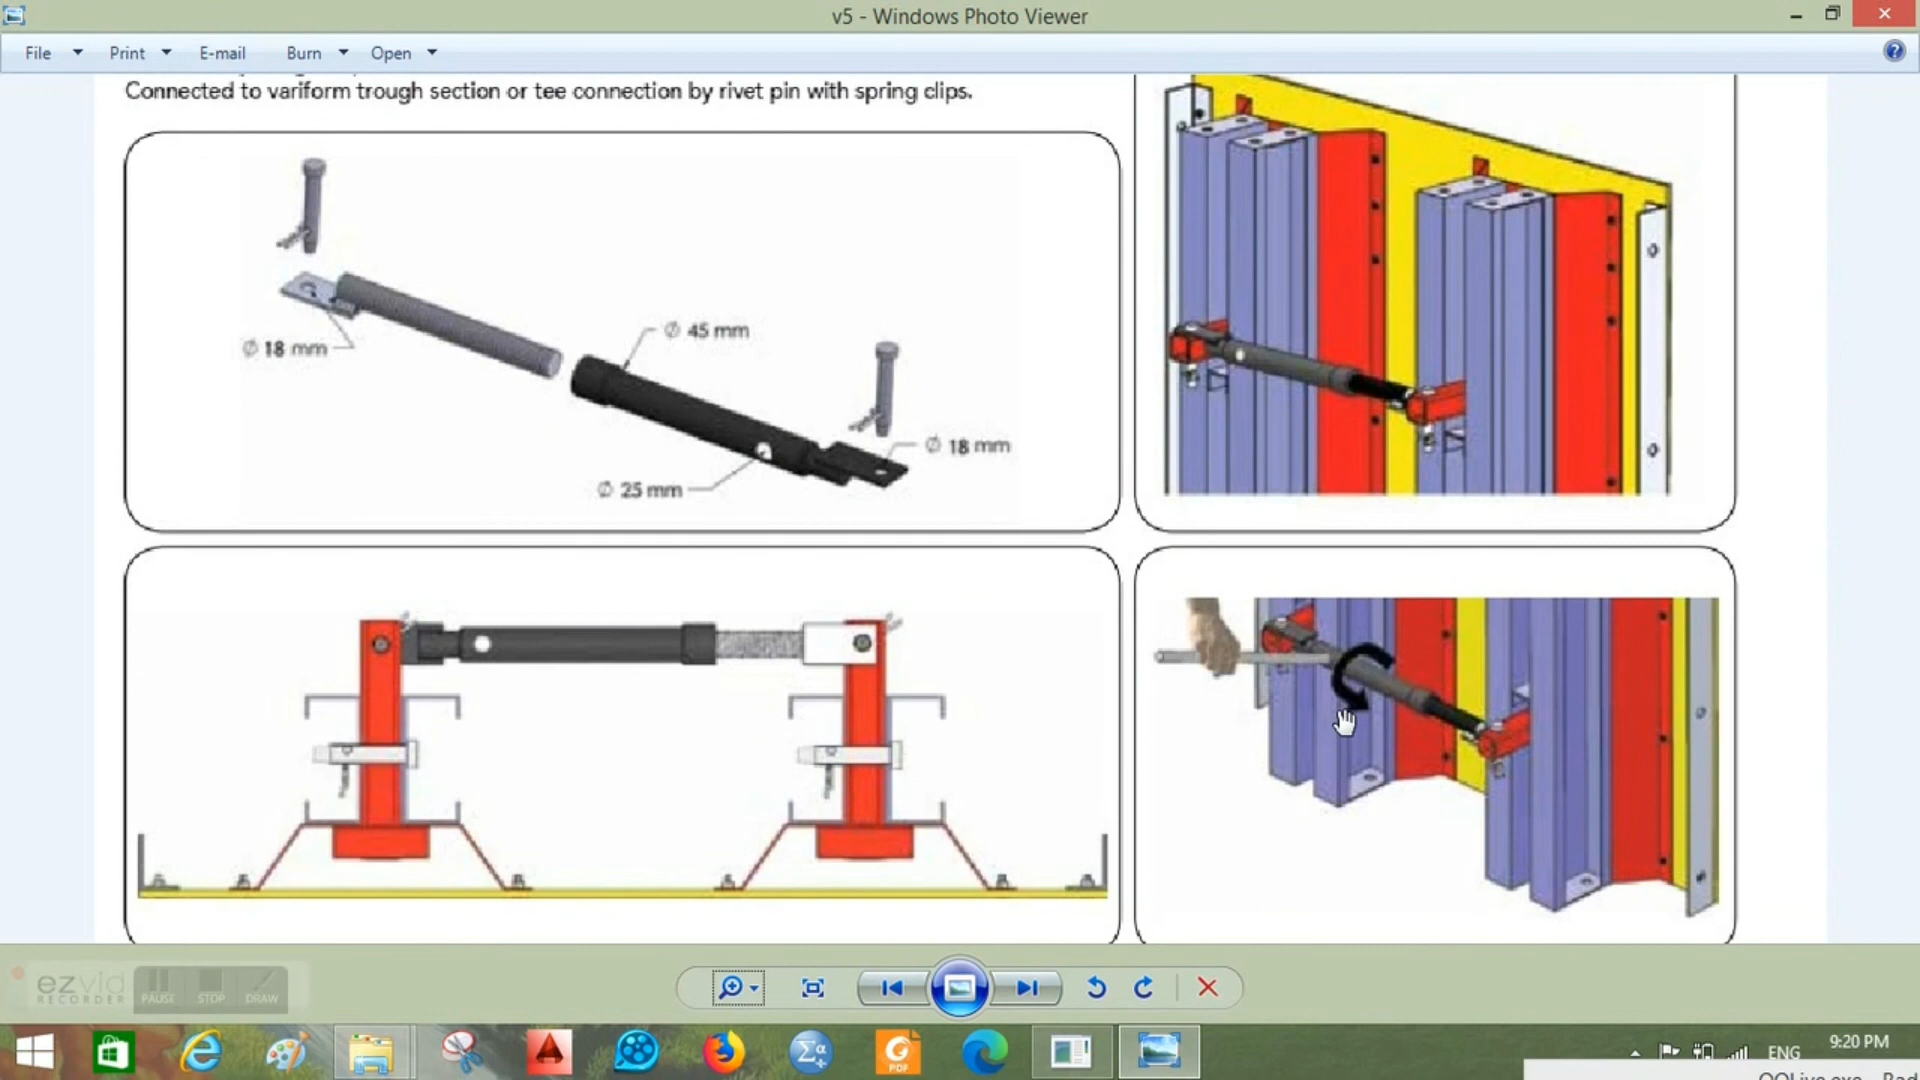 v5 - Windows Photo Viewer
File Print E-mail Burn Open
Connected to variform trough section or tee connection by rivet pin with spring clips.
∅ 45 mm
∅ 18 mm
∅ 18 mm
∅ 25 mm
ezvid
RECORDER
PAUSE STOP DRAW
PDF
ENG
9:20 PM